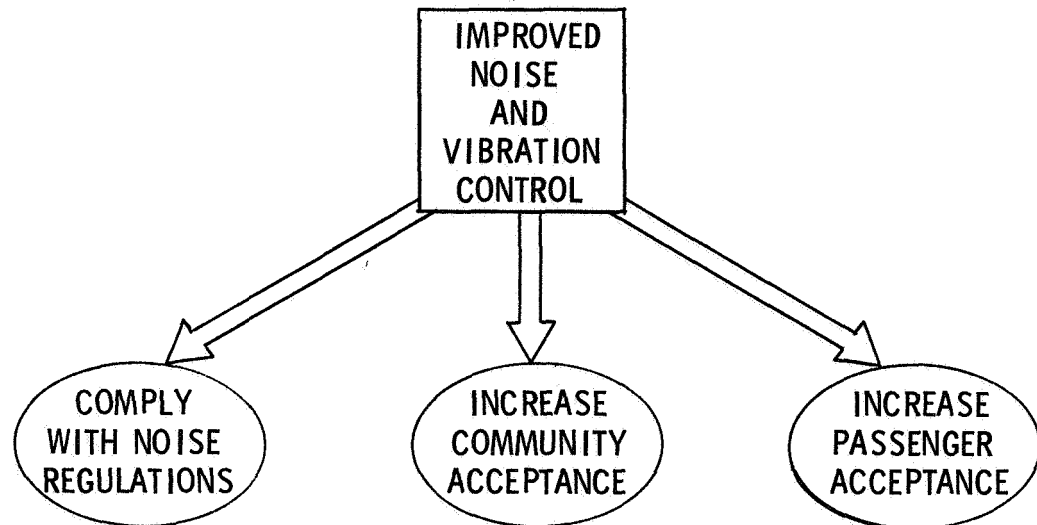 IMPROVED
NOISE
AND
VIBRATION
CONTROL
COMPLY
WITH NOISE
REGULATIONS
INCREASE
COMMUNITY
ACCEPTANCE
INCREASE
PASSENGER
ACCEPTANCE